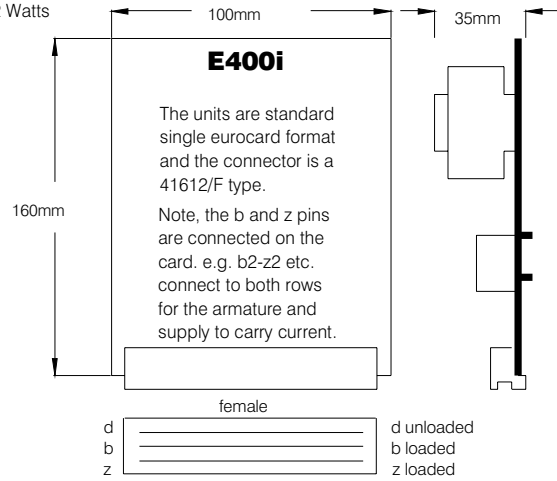 Watts
100mm
35mm
E400i
The units are standard
single eurocard format
and the connector is a
41612/F type.
160mm
Note, the b and z pins
are connected on the
card. e.g. b2-z2 etc.
connect to both rows
for the armature and
supply to carry current.
female
d d unloaded
b b loaded
z z loaded